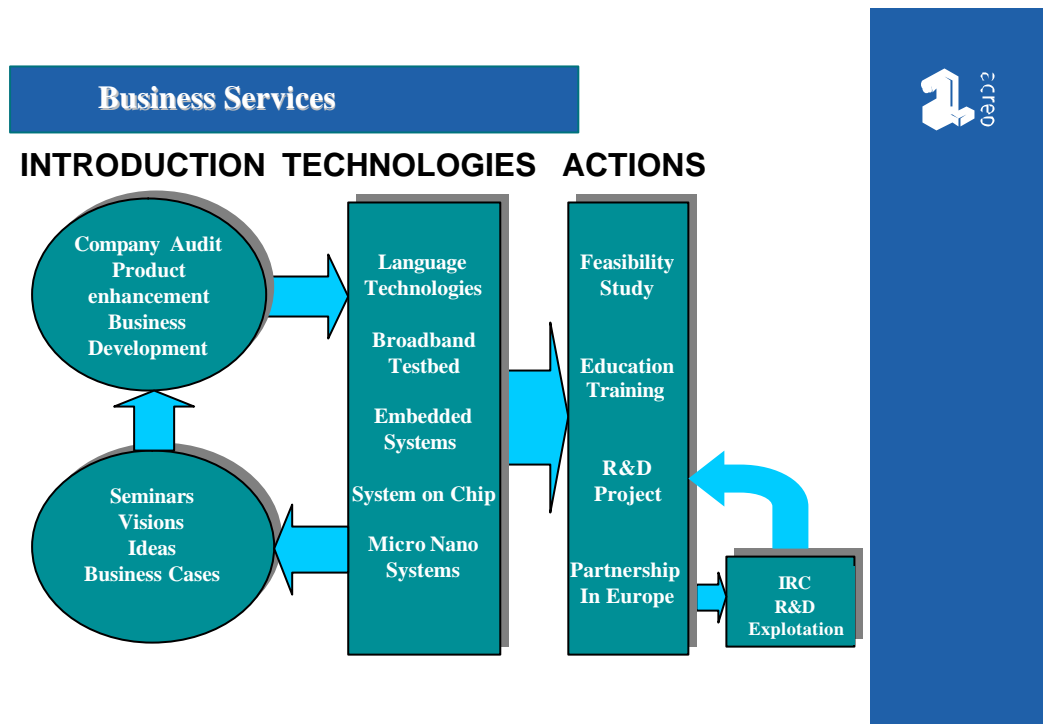 Business Services
acreo
INTRODUCTION TECHNOLOGIES ACTIONS
Company Audit
Product
enhancement
Business
Development
Seminars
Visions
Ideas
Business Cases
Language
Technologies
Broadband
Testbed
Embedded
Systems
System on Chip
Micro Nano
Systems
Feasibility
Study
Education
Training
R&D
Project
Partnership
In Europe
IRC
R&D
Explotation